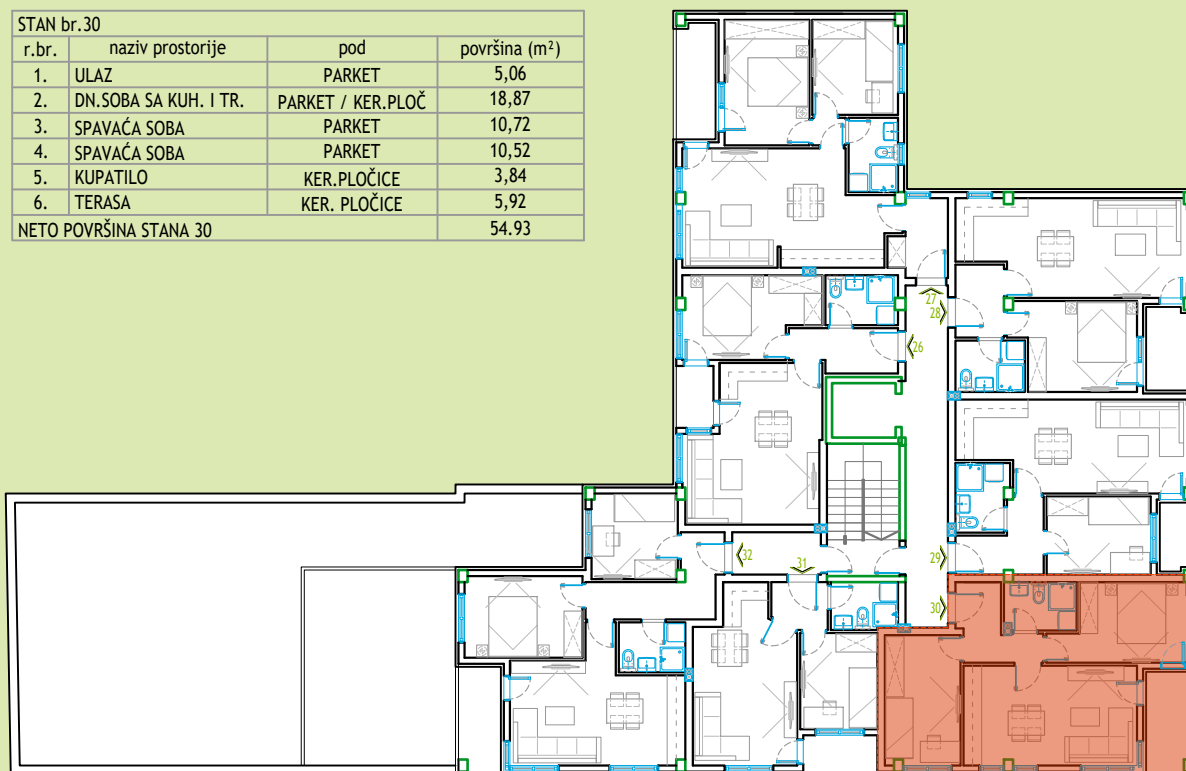 STAN br.30
r.br. naziv prostorije pod površina (m²)
1. ULAZ PARKET 5,06
2. DN.SOBA SA KUH. I TR. PARKET / KER.PLOČ 18,87
3. SPAVAĆA SOBA PARKET 10,72
4. SPAVAĆA SOBA PARKET 10,52
5. KUPATILO KER.PLOČICE 3,84
6. TERASA KER. PLOČICE 5,92
NETO POVRŠINA STANA 30 54.93
27
28
26
32
31
29
30